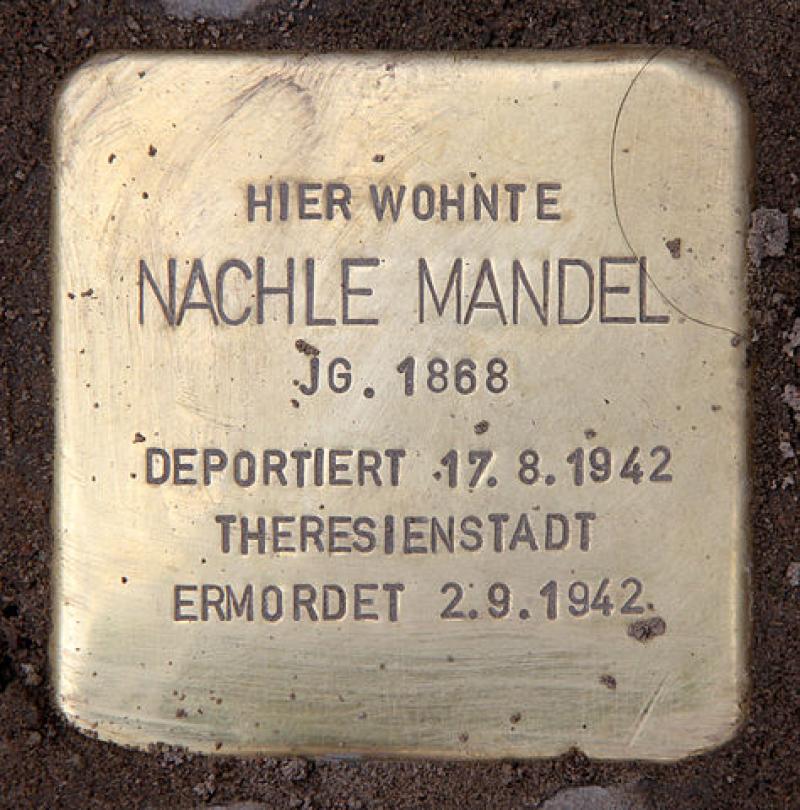 HIER WOHNTE
NACHLE MANDEL
JG. 1868
DEPORTIERT 17. 8. 1942
THERESIENSTADT
ERMORDET 2.9.1942